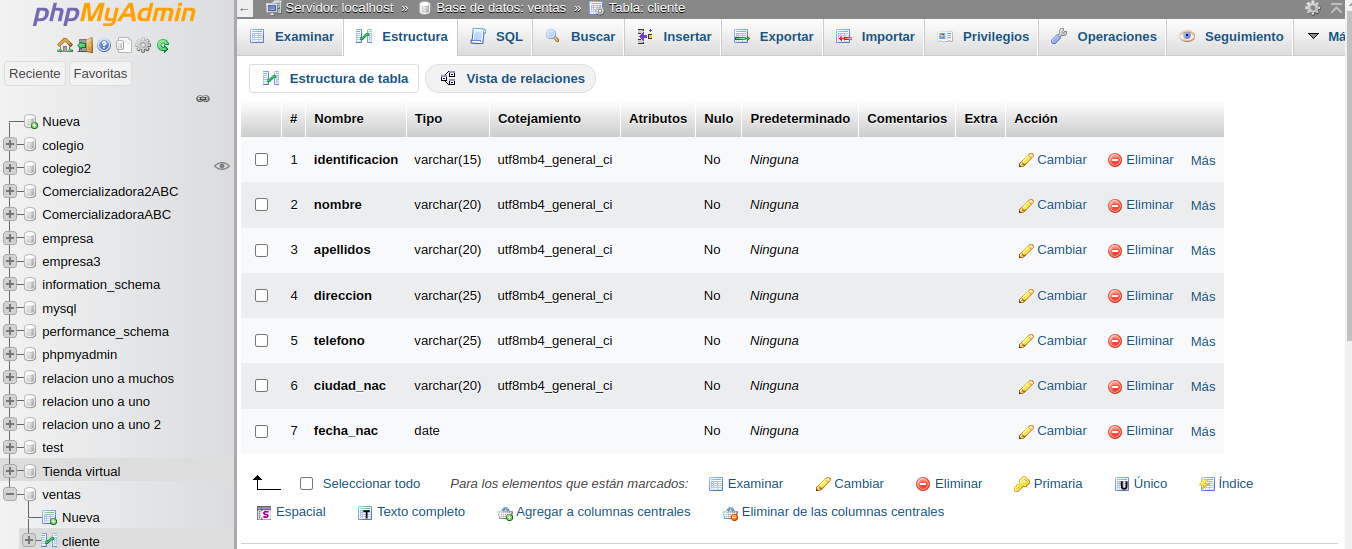 phpMyAdmin
Reciente Favoritas
Nueva
colegio
colegio2
Comercializadora2ABC
ComercializadoraABC
empresa
empresa3
information_schema
mysql
performance_schema
phpmyadmin
relacion uno a muchos
relacion uno a uno
relacion uno a uno 2
test
Tienda virtual
ventas
Nueva
cliente
Servidor: localhost » Base de datos: ventas » Tabla: cliente
Examinar Estructura SQL Buscar Insertar Exportar Importar Privilegios Operaciones Seguimiento Má
Estructura de tabla Vista de relaciones
# Nombre Tipo Cotejamiento Atributos Nulo Predeterminado Comentarios Extra Acción
1 identificacion varchar(15) utf8mb4_general_ci No Ninguna Cambiar Eliminar Más
2 nombre varchar(20) utf8mb4_general_ci No Ninguna Cambiar Eliminar Más
3 apellidos varchar(20) utf8mb4_general_ci No Ninguna Cambiar Eliminar Más
4 direccion varchar(25) utf8mb4_general_ci No Ninguna Cambiar Eliminar Más
5 telefono varchar(25) utf8mb4_general_ci No Ninguna Cambiar Eliminar Más
6 ciudad_nac varchar(20) utf8mb4_general_ci No Ninguna Cambiar Eliminar Más
7 fecha_nac date No Ninguna Cambiar Eliminar Más
Seleccionar todo Para los elementos que están marcados: Examinar Cambiar Eliminar Primaria Único Índice
Espacial Texto completo Agregar a columnas centrales Eliminar de las columnas centrales